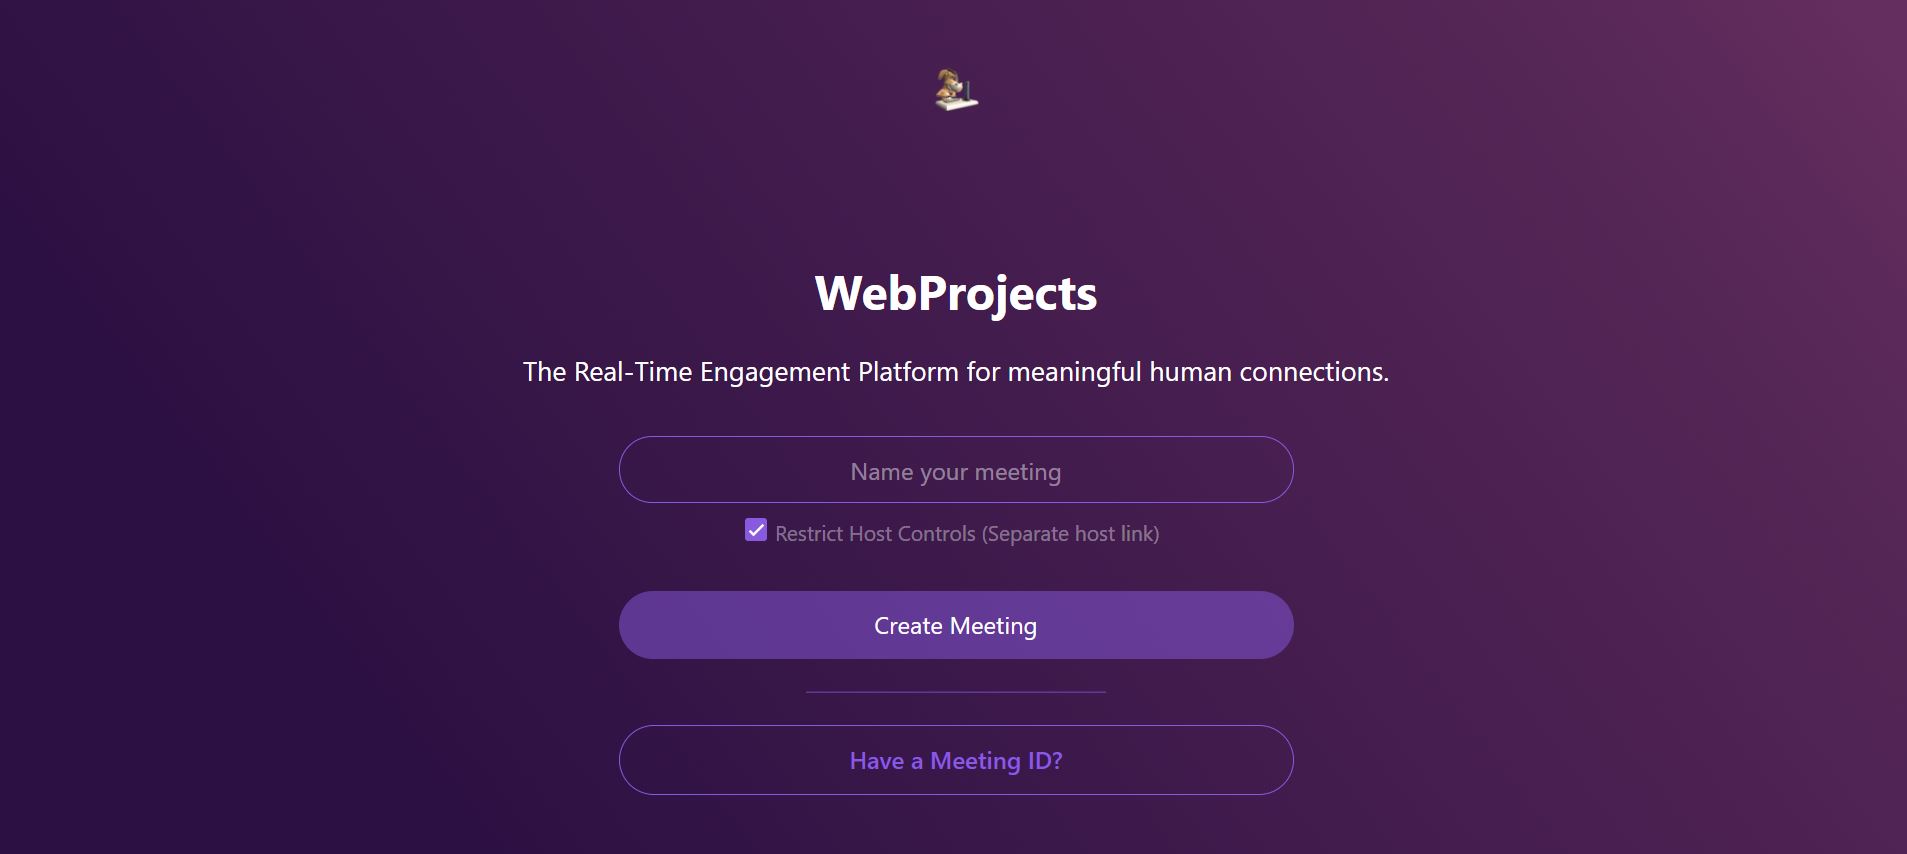 WebProjects
The Real-Time Engagement Platform for meaningful human connections.
Name your meeting
Restrict Host Controls (Separate host link)
Create Meeting
Have a Meeting ID?